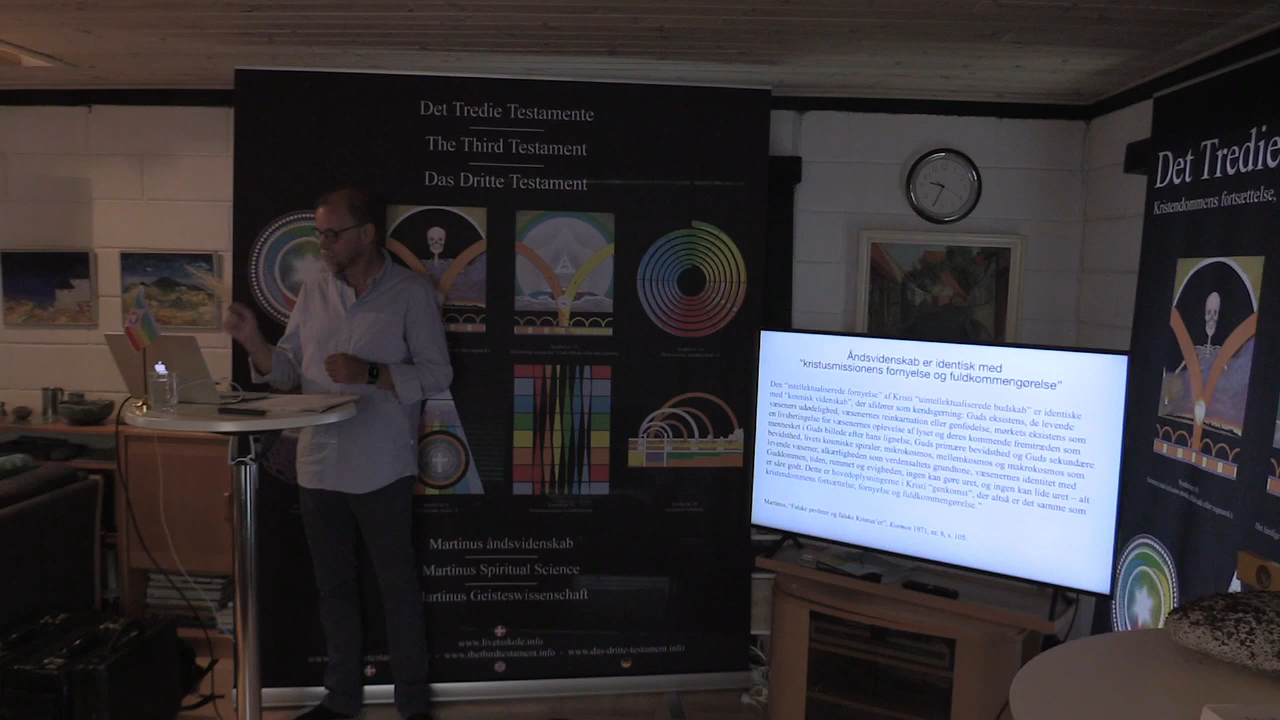 Det Tredie Testamente
The Third Testament
Das Dritte Testament
Martinus åndsvidenskab
Martinus Spiritual Science
Martinus Geisteswissenschaft
www.livetsskole.info
www.thethirdtestament.info - www.das-dritte-testament.info
Åndsvidenskab er identisk med
"kristusmissionens fornyelse og fuldkommengørelse"
Den "intellektualiserede fornyelse" af Kristi "uintellektualiserede budskab" er identiske
med "kosmisk videnskab", der afslører som kendsgerning: Guds eksistens, de levende
væseners udødelighed, væsenernes reinkarnation eller genfødelse, mørkets eksistens som
en livsbetingelse for væsenernes oplevelse af lyset og deres kommende fremtræden som
mennesket i Guds billede efter hans lignelse, Guds primære bevidsthed og Guds sekundære
bevidsthed, livets kosmiske spiraler, mikrokosmos, mellemkosmos og makrokosmos som
levende væsener, alkærligheden som verdensaltets grundtone, væsenernes identitet med
Guddommen, tiden, rummet og evigheden, ingen kan gøre uret, og ingen kan lide uret – alt
er såre godt. Dette er hovedoplysningerne i Kristi "genkomst", der altså er det samme som
kristendommens fortsættelse, fornyelse og fuldkommengørelse."
Martinus, "Falske profeter og falske Kristus'er", Kosmos 1971, nr. 8, s. 105.
Det Tredie
Kristendommens fortsættelse,